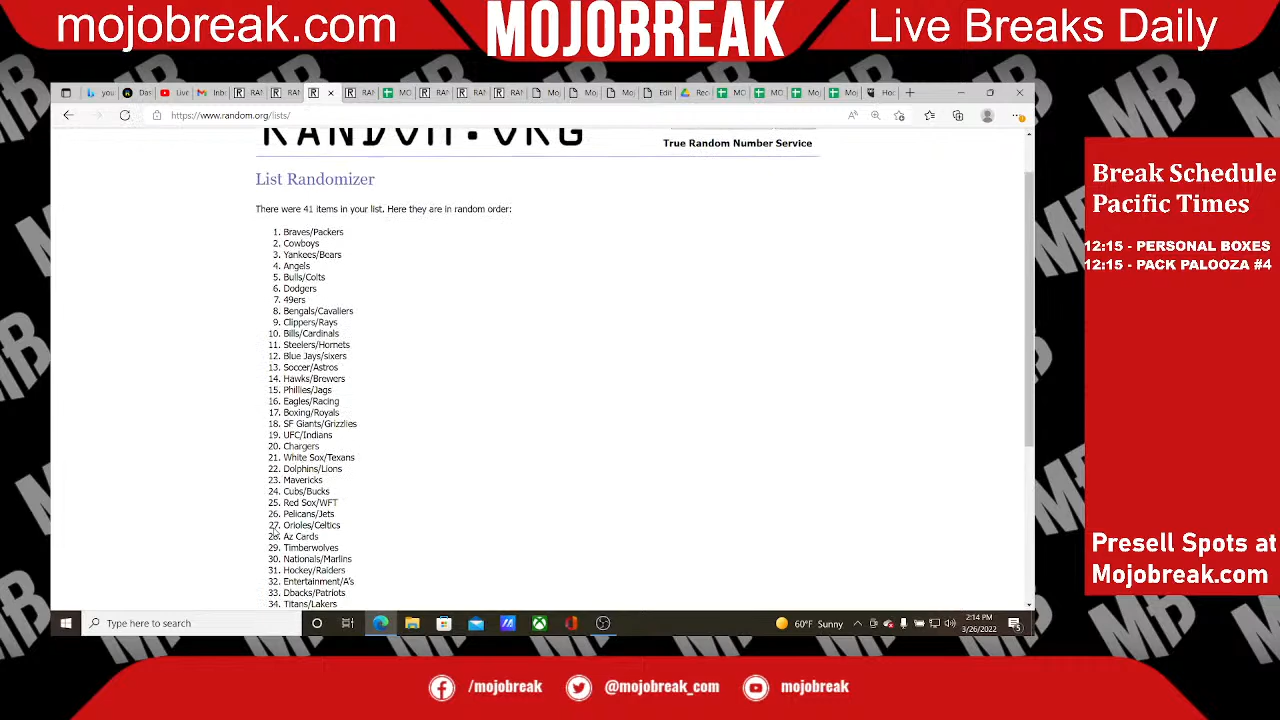 mojobreak.com
MOJOBREAK
Live Breaks Daily
https://www.random.org/lists/
RANDOM.ORG
True Random Number Service
List Randomizer
There were 41 items in your list. Here they are in random order:
1. Braves/Packers
2. Cowboys
3. Yankees/Bears
4. Angels
5. Bulls/Colts
6. Dodgers
7. 49ers
8. Bengals/Cavaliers
9. Clippers/Rays
10. Bills/Cardinals
11. Steelers/Hornets
12. Blue Jays/sixers
13. Soccer/Astros
14. Hawks/Brewers
15. Phillies/Jags
16. Eagles/Racing
17. Boxing/Royals
18. SF Giants/Grizzlies
19. UFC/Indians
20. Chargers
21. White Sox/Texans
22. Dolphins/Lions
23. Mavericks
24. Cubs/Bucks
25. Red Sox/WFT
26. Pelicans/Jets
27. Orioles/Celtics
28. Az Cards
29. Timberwolves
30. Nationals/Marlins
31. Hockey/Raiders
32. Entertainment/A's
33. Dbacks/Patriots
34. Titans/Lakers
Break Schedule
Pacific Times
12:15 - PERSONAL BOXES
12:15 - PACK PALOOZA #4
Presell Spots at
Mojobreak.com
Type here to search
60°F Sunny
2:14 PM
3/26/2022
/mojobreak
@mojobreak_com
mojobreak